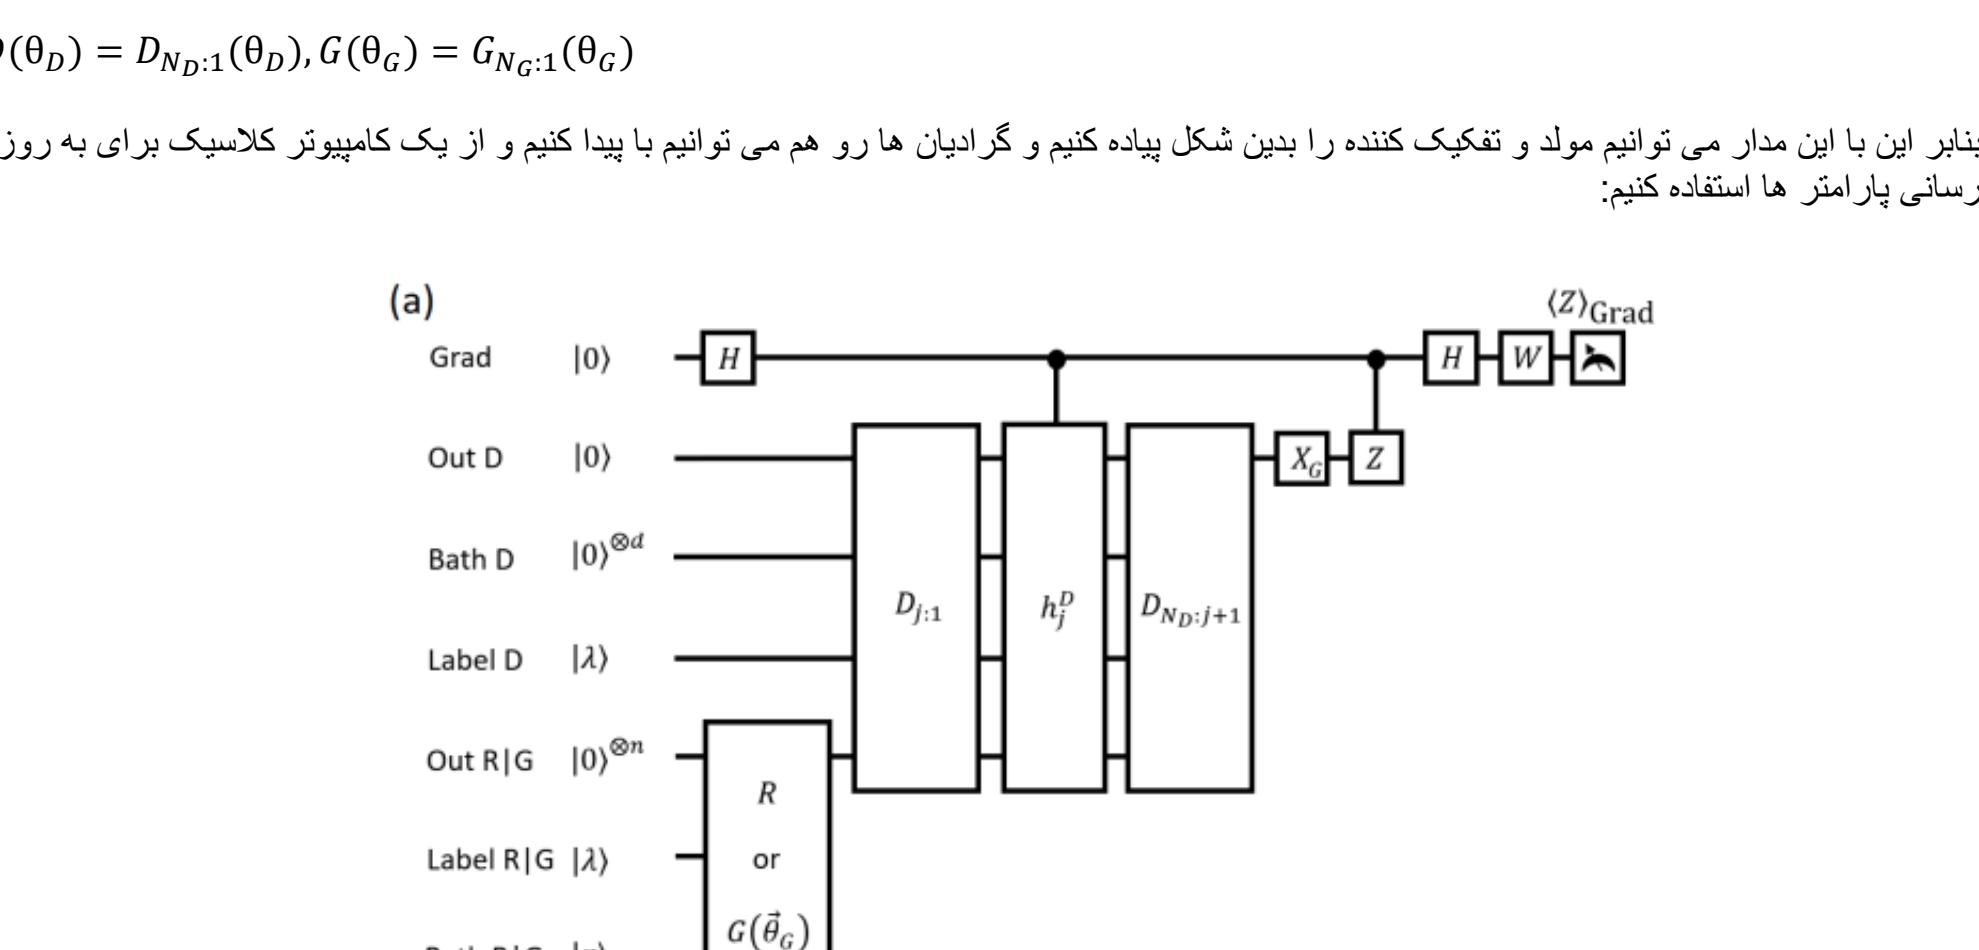 (θ_D) = D_{N_D:1}(θ_D), G(θ_G) = G_{N_G:1}(θ_G)
بنابر این با این مدار می توانیم مولد و تفکیک کننده را بدین شکل پیاده کنیم و گرادیان ها رو هم می توانیم با پیدا کنیم و از یک کامپیوتر کلاسیک برای به روز
رسانی پارامتر ها استفاده کنیم:
(a)
⟨Z⟩_Grad
Grad |0⟩ H H W
Out D |0⟩ X_G Z
Bath D |0⟩^{⊗d}
D_{j:1} h_j^D D_{N_D:j+1}
Label D |λ⟩
Out R|G |0⟩^{⊗n}
R
Label R|G |λ⟩ or
G(θ⃗_G)